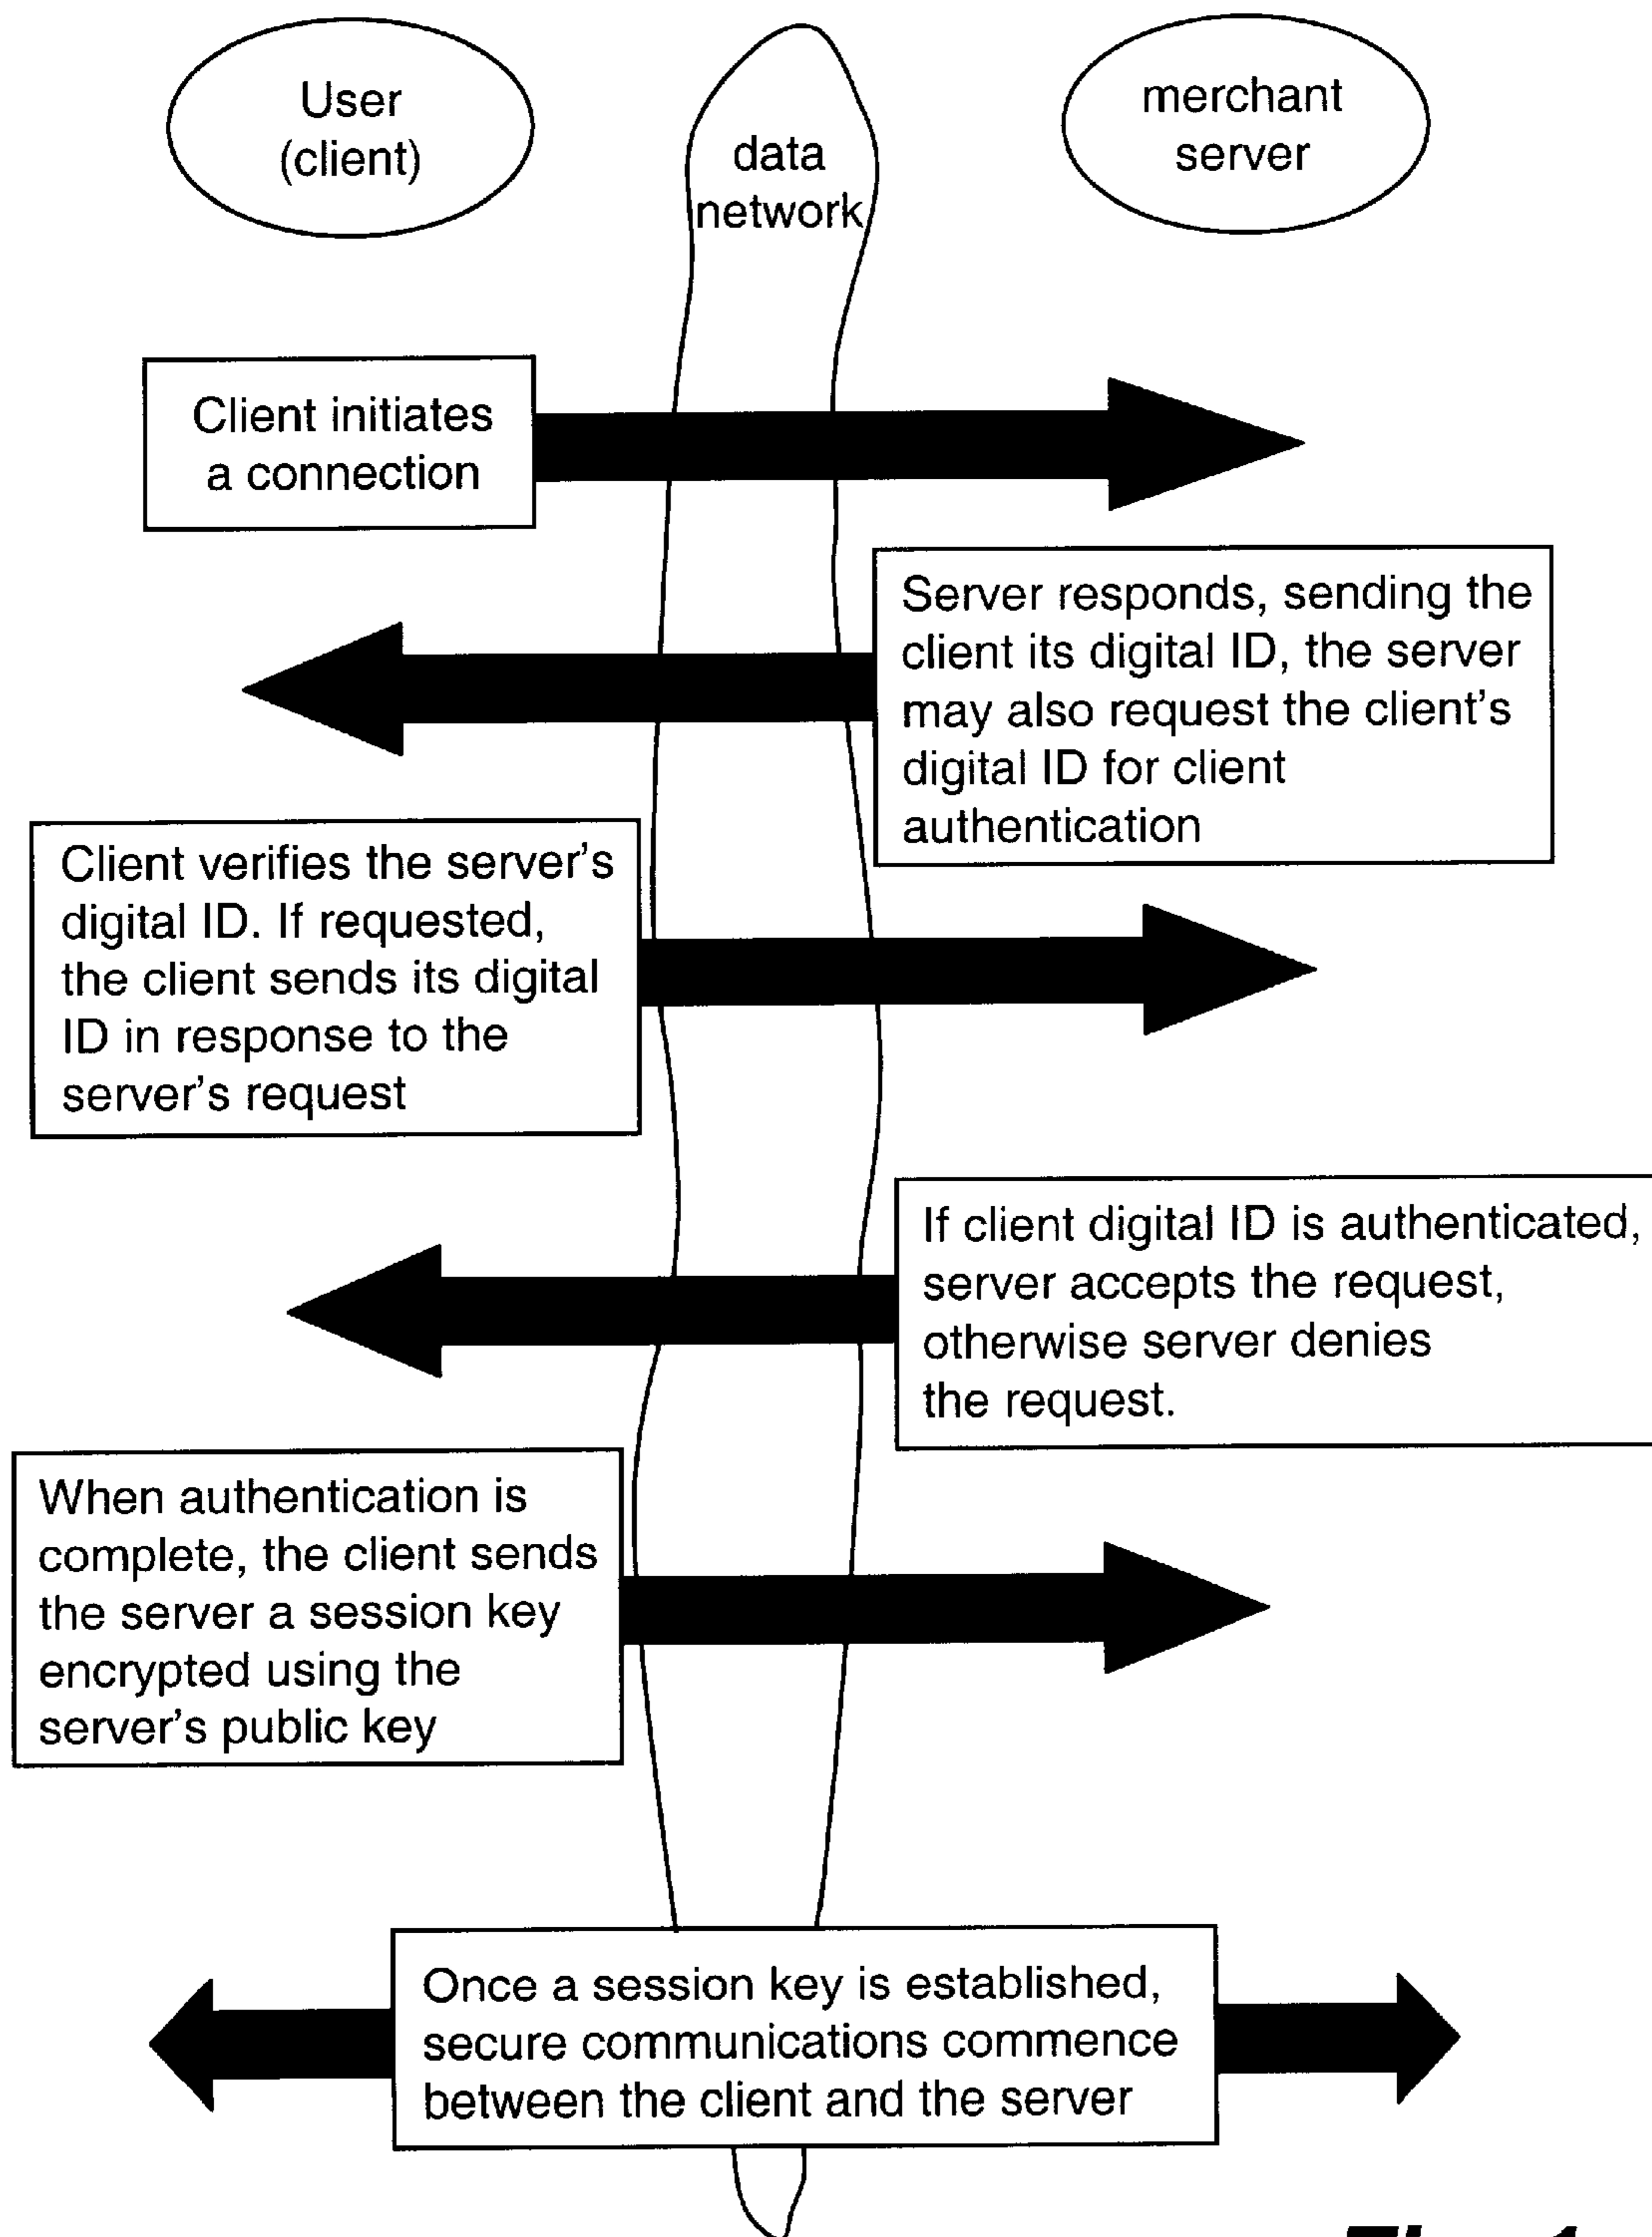 User
(client)
data
network
merchant
server
Client initiates
a connection
Server responds, sending the
client its digital ID, the server
may also request the client's
digital ID for client
authentication
Client verifies the server's
digital ID. If requested,
the client sends its digital
ID in response to the
server's request
If client digital ID is authenticated,
server accepts the request,
otherwise server denies
the request.
When authentication is
complete, the client sends
the server a session key
encrypted using the
server's public key
Once a session key is established,
secure communications commence
between the client and the server